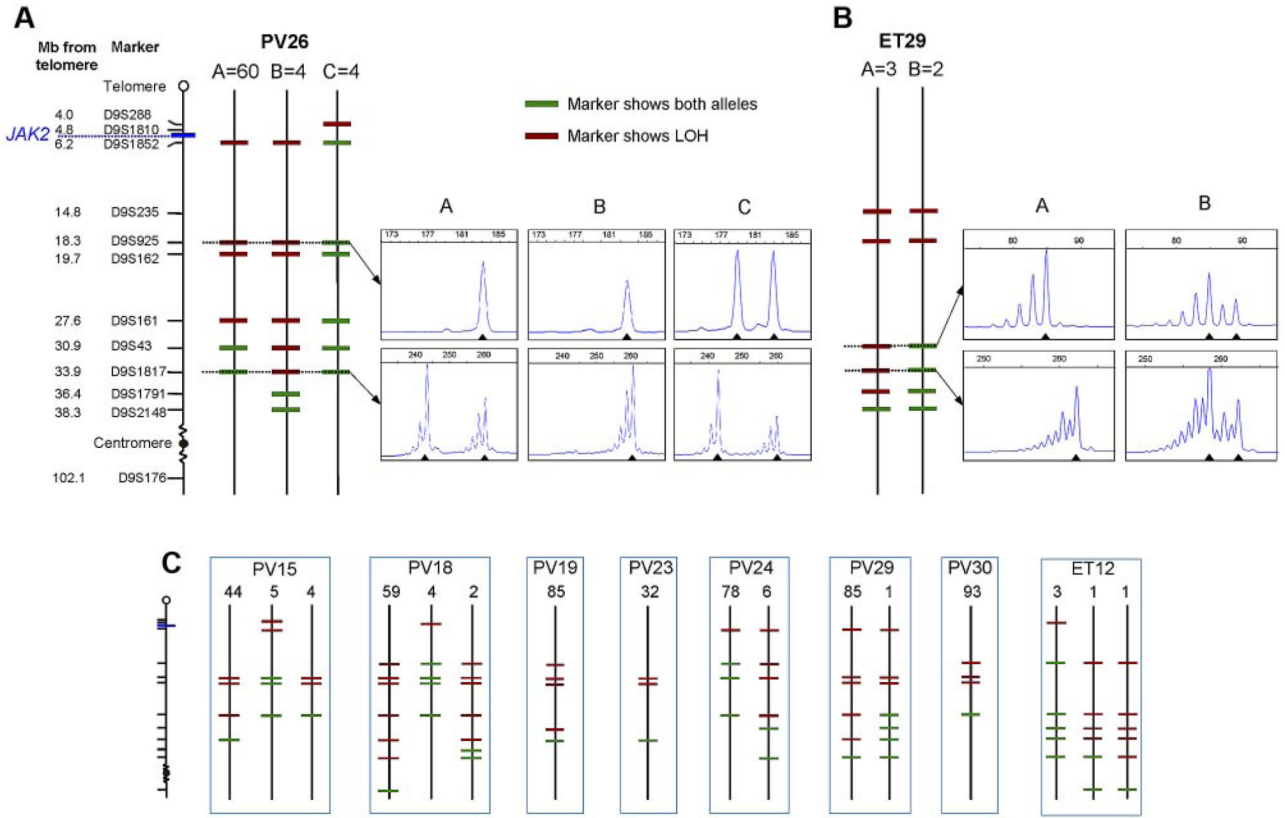 A
B
PV26
ET29
Mb from telomere
Marker
A=60 B=4 C=4
A=3 B=2
Telomere
4.0 D9S288
4.8 D9S1810
JAK2
6.2 D9S1852
14.8 D9S235
18.3 D9S925
19.7 D9S162
27.6 D9S161
30.9 D9S43
33.9 D9S1817
36.4 D9S1791
38.3 D9S2148
Centromere
102.1 D9S176
Marker shows both alleles
Marker shows LOH
A B C
173 177 181 185
173 177 181 185
173 177 181 185
240 250 260
240 250 260
240 250 260
A B
80 90
80 90
250 260
250 260
C
PV15
44 5 4
PV18
59 4 2
PV19
85
PV23
32
PV24
78 6
PV29
85 1
PV30
93
ET12
3 1 1